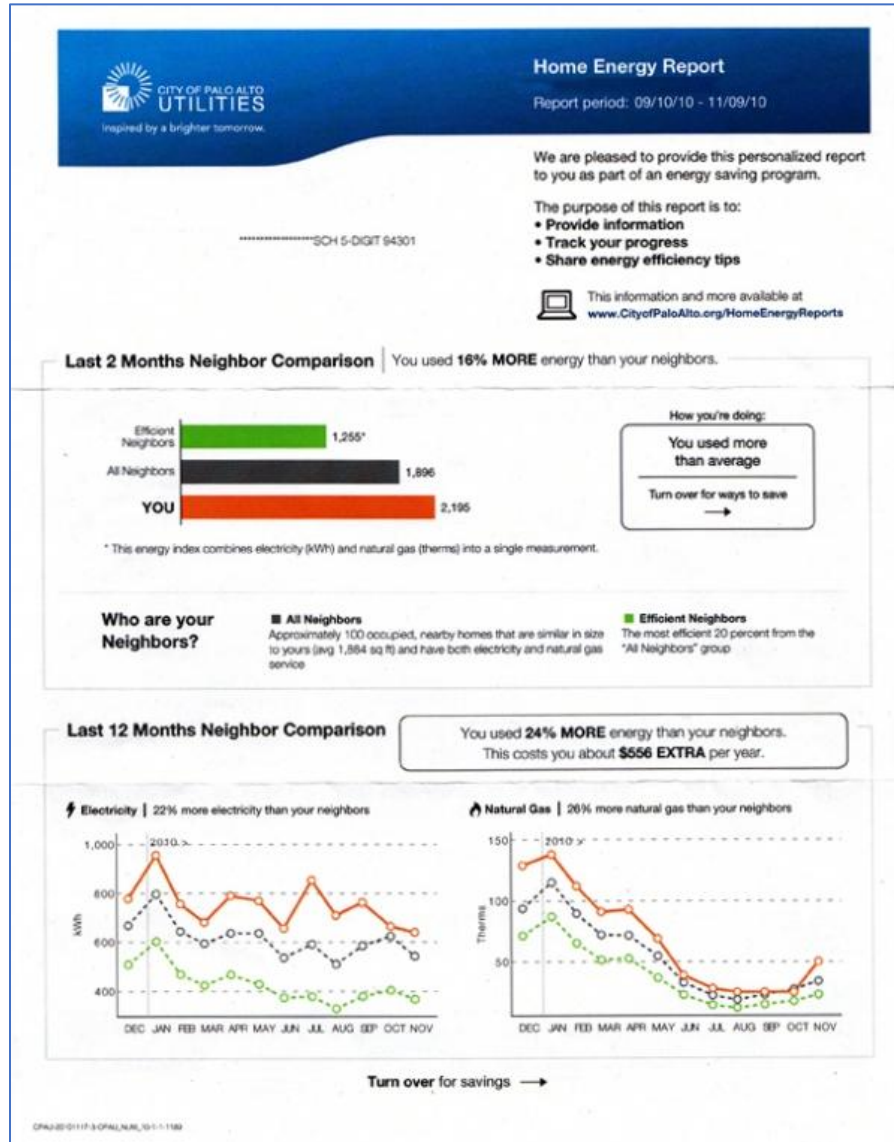 CITY OF PALO ALTO
UTILITIES
Inspired by a brighter tomorrow.
Home Energy Report
Report period: 09/10/10 - 11/09/10
We are pleased to provide this personalized report
to you as part of an energy saving program.
The purpose of this report is to:
• Provide information
• Track your progress
• Share energy efficiency tips
SCH 5-DIGIT 94301
This information and more available at
www.CityofPaloAlto.org/HomeEnergyReports
Last 2 Months Neighbor Comparison | You used 16% MORE energy than your neighbors.
Efficient
Neighbors
1,255*
All Neighbors
1,896
YOU
2,195
* This energy index combines electricity (kWh) and natural gas (therms) into a single measurement.
How you're doing:
You used more
than average
Turn over for ways to save
→
Who are your
Neighbors?
All Neighbors
Approximately 100 occupied, nearby homes that are similar in size
to yours (avg 1,884 sq ft) and have both electricity and natural gas
service
Efficient Neighbors
The most efficient 20 percent from the
"All Neighbors" group
Last 12 Months Neighbor Comparison
You used 24% MORE energy than your neighbors.
This costs you about $556 EXTRA per year.
Electricity | 22% more electricity than your neighbors
1,000
800
600
400
kWh
2010 >
DEC JAN FEB MAR APR MAY JUN JUL AUG SEP OCT NOV
Natural Gas | 26% more natural gas than your neighbors
150
100
50
Therms
2010 >
DEC JAN FEB MAR APR MAY JUN JUL AUG SEP OCT NOV
Turn over for savings →